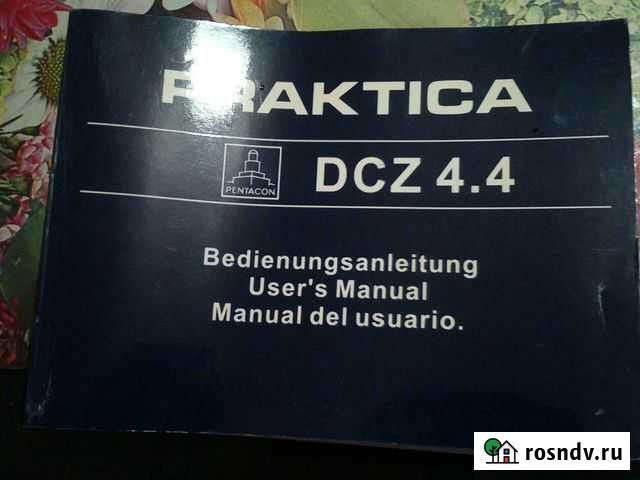 PRAKTICA
PENTACON
DCZ 4.4
Bedienungsanleitung
User's Manual
Manual del usuario.
rosndv.ru